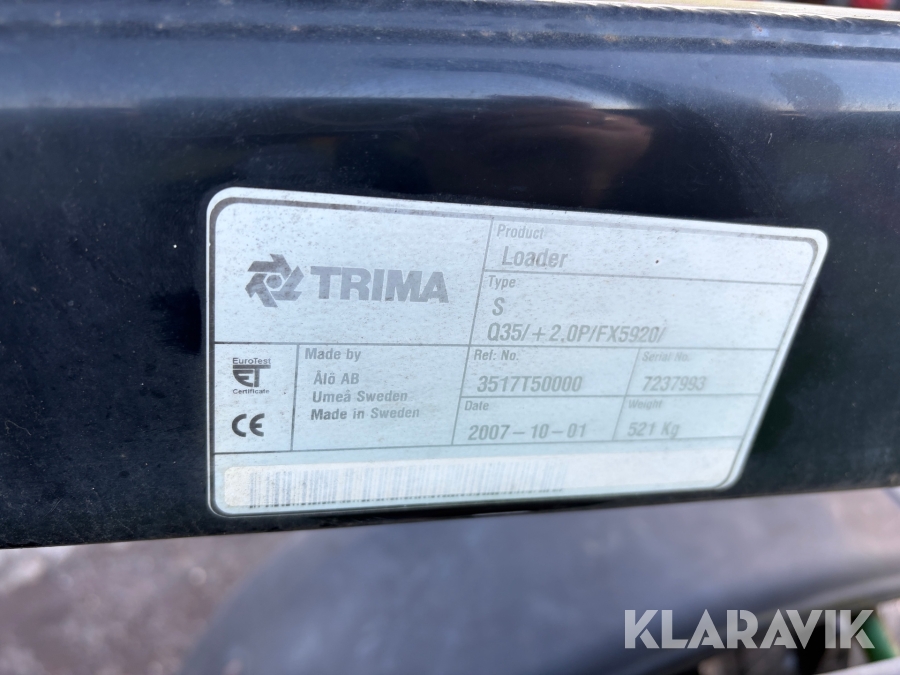 TRIMA
Product
Loader
Type
S
Q35/+2.0P/FX5920/
EuroTest
ET
Certificate
CE
Made by
Ålö AB
Umeå Sweden
Made in Sweden
Ref. No.
3517T50000
Serial No.
7237993
Date
2007-10-01
Weight
521 Kg
KLARAVIK